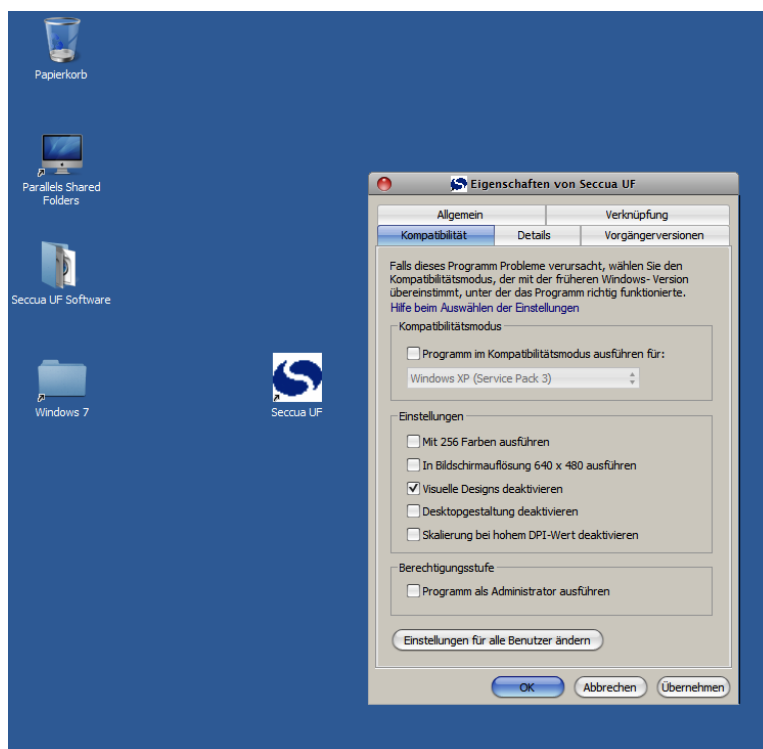 Papierkorb
Parallels Shared
Folders
Seccua UF Software
Windows 7
Seccua UF
Eigenschaften von Seccua UF
Allgemein
Verknüpfung
Kompatibilität
Details
Vorgängerversionen
Falls dieses Programm Probleme verursacht, wählen Sie den
Kompatibilitätsmodus, der mit der früheren Windows- Version
übereinstimmt, unter der das Programm richtig funktionierte.
Hilfe beim Auswählen der Einstellungen
Kompatibilitätsmodus
Programm im Kompatibilitätsmodus ausführen für:
Windows XP (Service Pack 3)
Einstellungen
Mit 256 Farben ausführen
In Bildschirmauflösung 640 x 480 ausführen
Visuelle Designs deaktivieren
Desktopgestaltung deaktivieren
Skalierung bei hohem DPI-Wert deaktivieren
Berechtigungsstufe
Programm als Administrator ausführen
Einstellungen für alle Benutzer ändern
OK
Abbrechen
Übernehmen